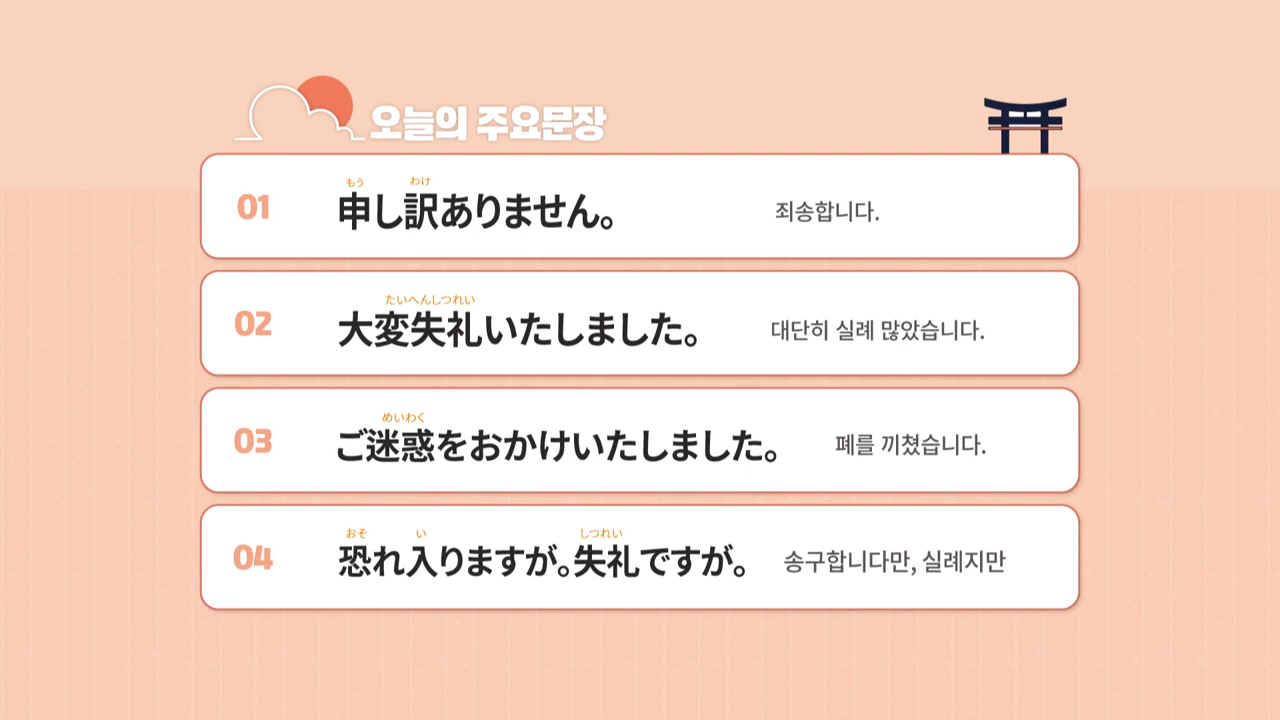 오늘의 주요문장
01
もう わけ
申し訳ありません。
죄송합니다.
02
たいへんしつれい
大変失礼いたしました。
대단히 실례 많았습니다.
03
めいわく
ご迷惑をおかけいたしました。
폐를 끼쳤습니다.
04
おそ い しつれい
恐れ入りますが。失礼ですが。
송구합니다만, 실례지만